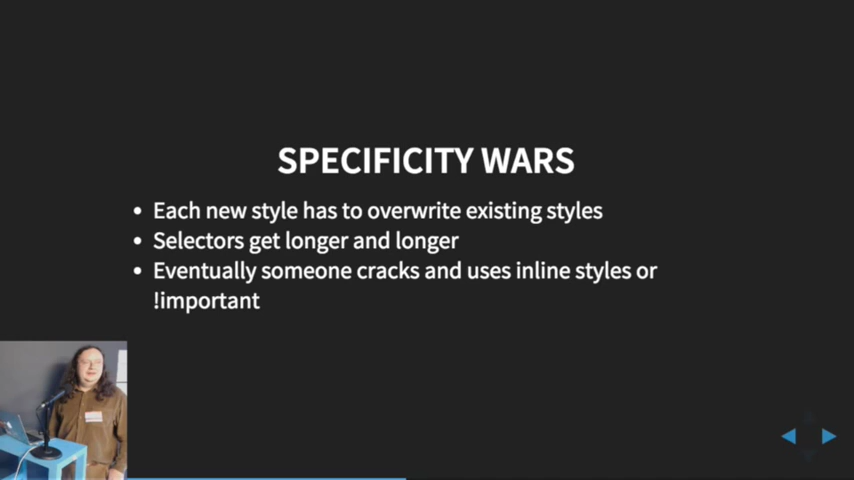 SPECIFICITY WARS
Each new style has to overwrite existing styles
Selectors get longer and longer
Eventually someone cracks and uses inline styles or
!important